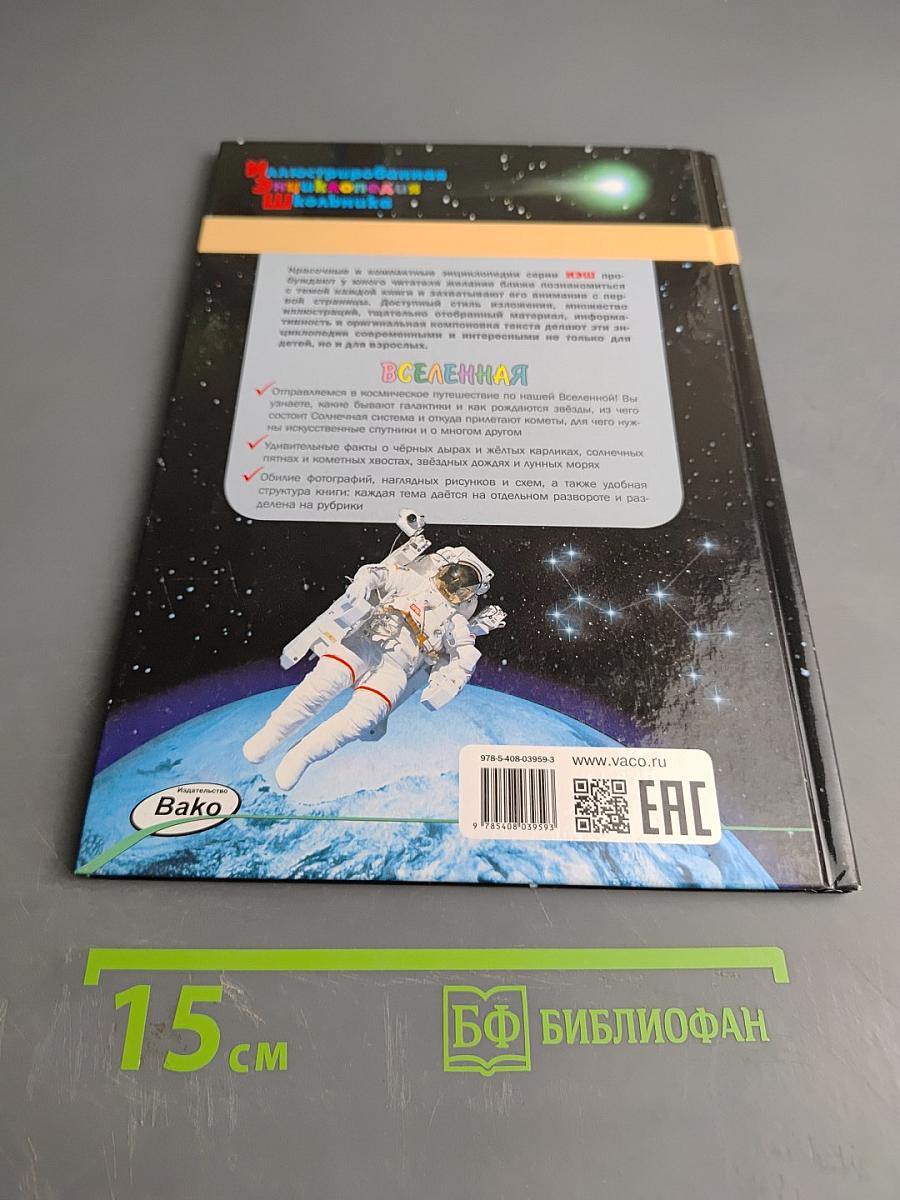 Иллюстрированная
Энциклопедия
Школьника
Красочные и компактные энциклопедии серии ИЭШ про-
буждают у юного читателя желание ближе познакомиться
с темой каждой книги и захватывают его внимание с пер-
вой страницы. Доступный стиль изложения, множество
иллюстраций, тщательно отобранный материал, информа-
тивность и оригинальная компоновка текста делают эти эн-
циклопедии современными и интересными не только для
детей, но и для взрослых.
ВСЕЛЕННАЯ
Отправляемся в космическое путешествие по нашей Вселенной! Вы
узнаете, какие бывают галактики и как рождаются звёзды, из чего
состоит Солнечная система и откуда прилетают кометы, для чего нуж-
ны искусственные спутники и о многом другом
Удивительные факты о чёрных дырах и жёлтых карликах, солнечных
пятнах и кометных хвостах, звёздных дождях и лунных морях
Обилие фотографий, наглядных рисунков и схем, а также удобная
структура книги: каждая тема даётся на отдельном развороте и раз-
делена на рубрики
978-5-408-03959-3 www.vaco.ru
9 785408 039593
EAC
Издательство
Вако
15 см
БФ БИБЛИОФАН